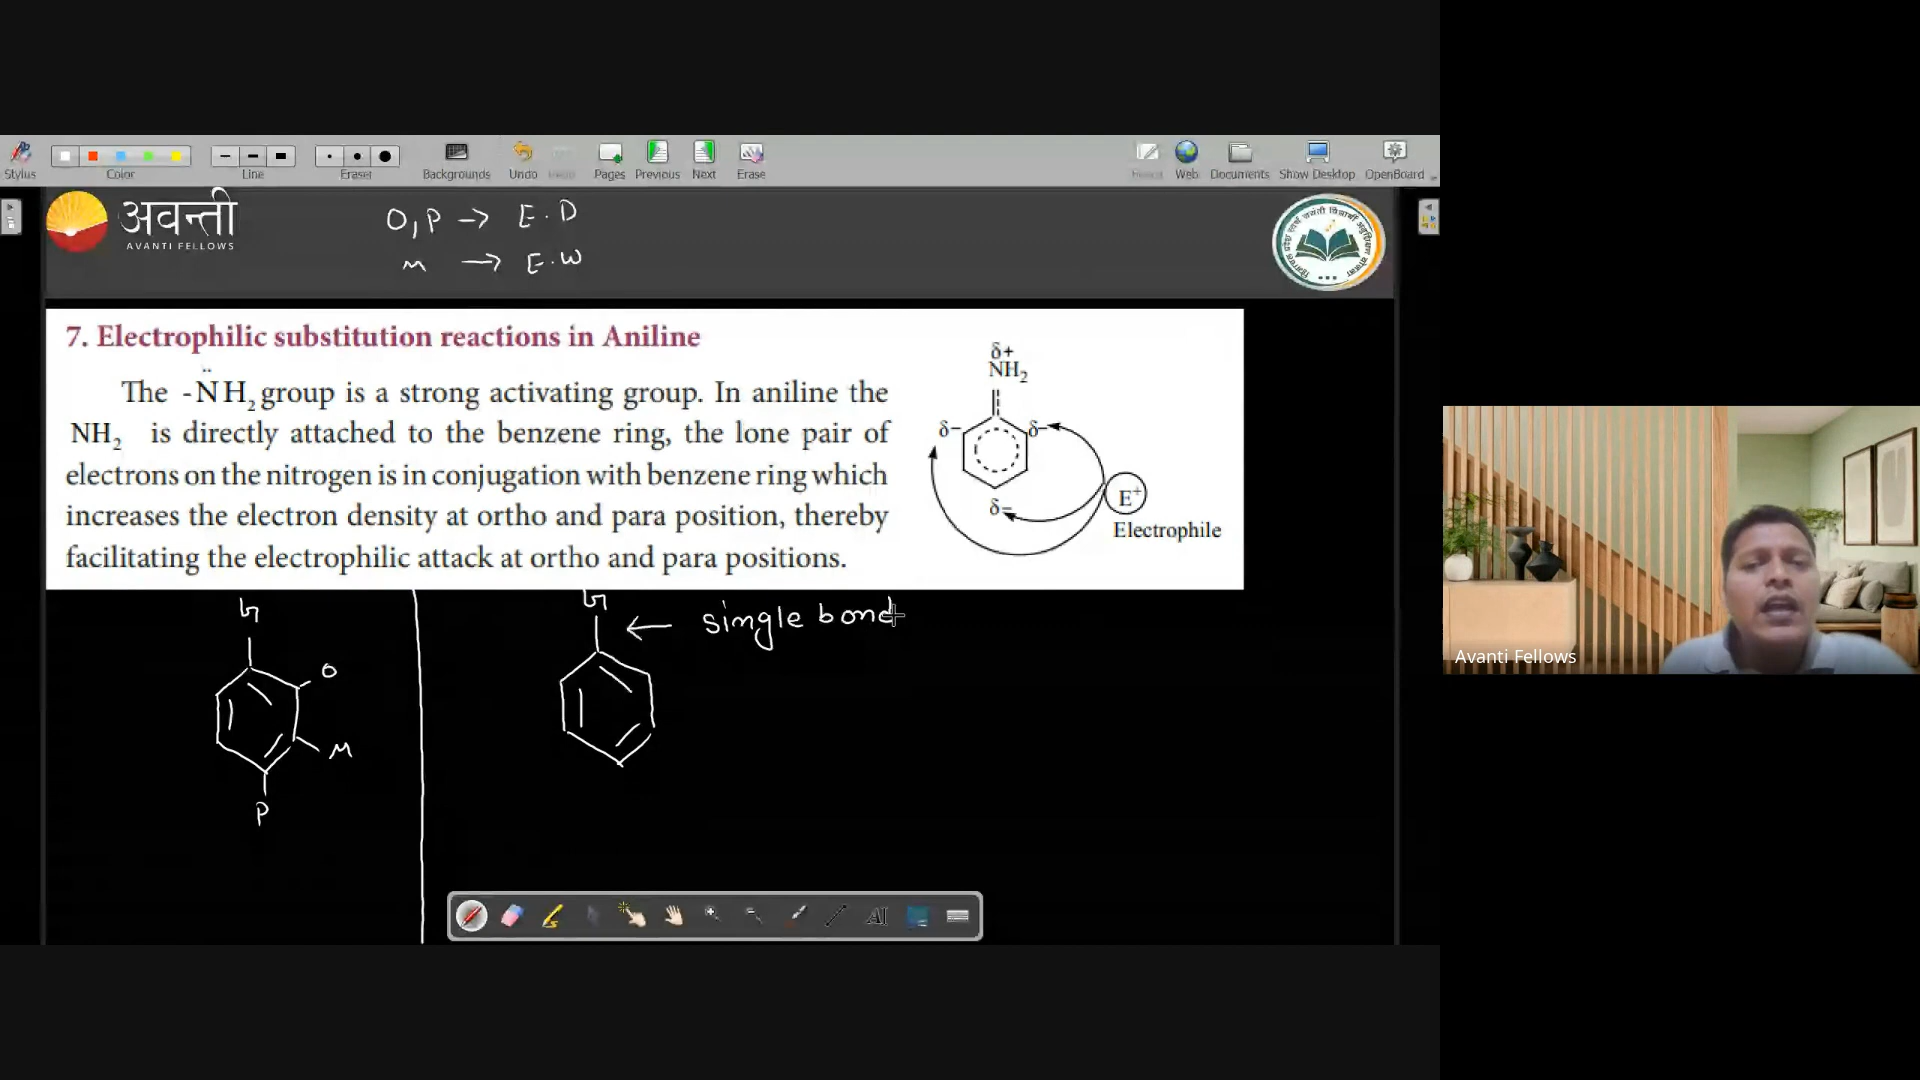 Stylus
Color
Line
Eraser
Backgrounds
Undo
Pages
Previous
Next
Erase
Web
Documents
Show Desktop
OpenBoard
अवन्ती
AVANTI FELLOWS
O, P → E.D
m → E.W
7. Electrophilic substitution reactions in Aniline
The -N̈H₂ group is a strong activating group. In aniline the
NH₂ is directly attached to the benzene ring, the lone pair of
electrons on the nitrogen is in conjugation with benzene ring which
increases the electron density at ortho and para position, thereby
facilitating the electrophilic attack at ortho and para positions.
δ+
NH₂
δ− δ−
δ−
E⁺
Electrophile
G
O
M
P
G
← single bond
Avanti Fellows